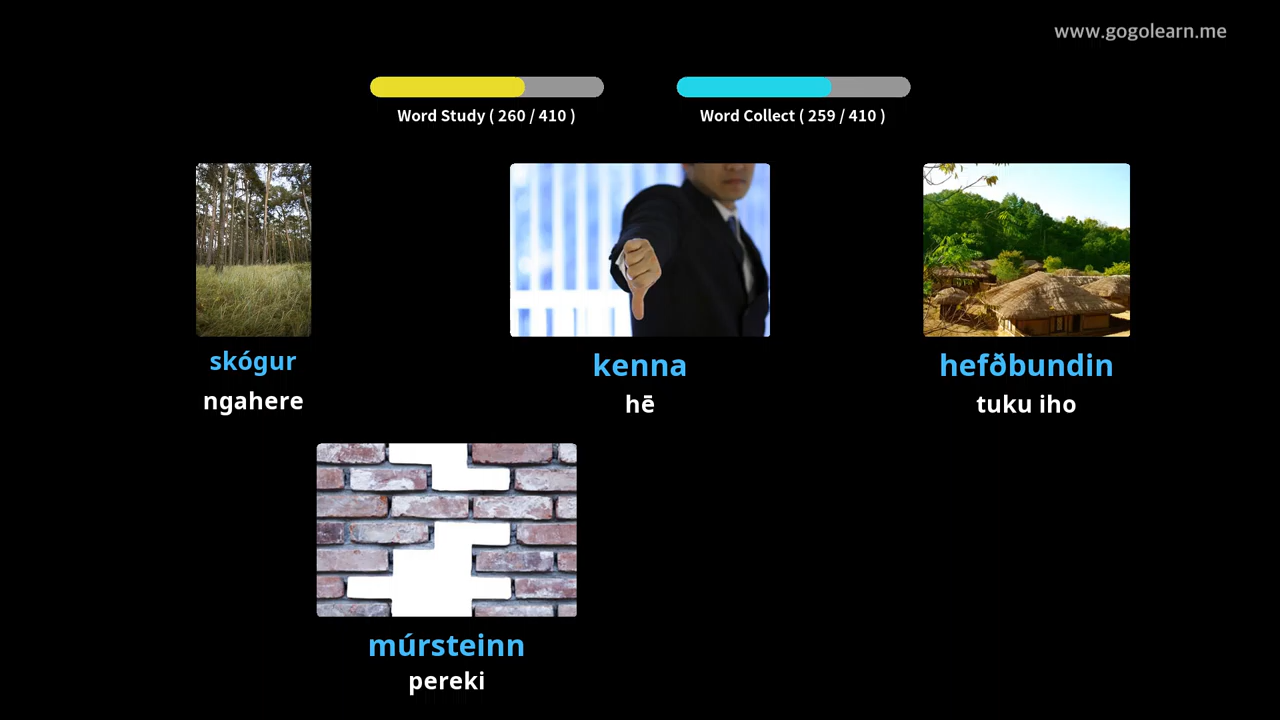 www.gogolearn.me
Word Study ( 260 / 410 )
Word Collect ( 259 / 410 )
skógur
ngahere
kenna
hē
hefðbundin
tuku iho
múrsteinn
pereki